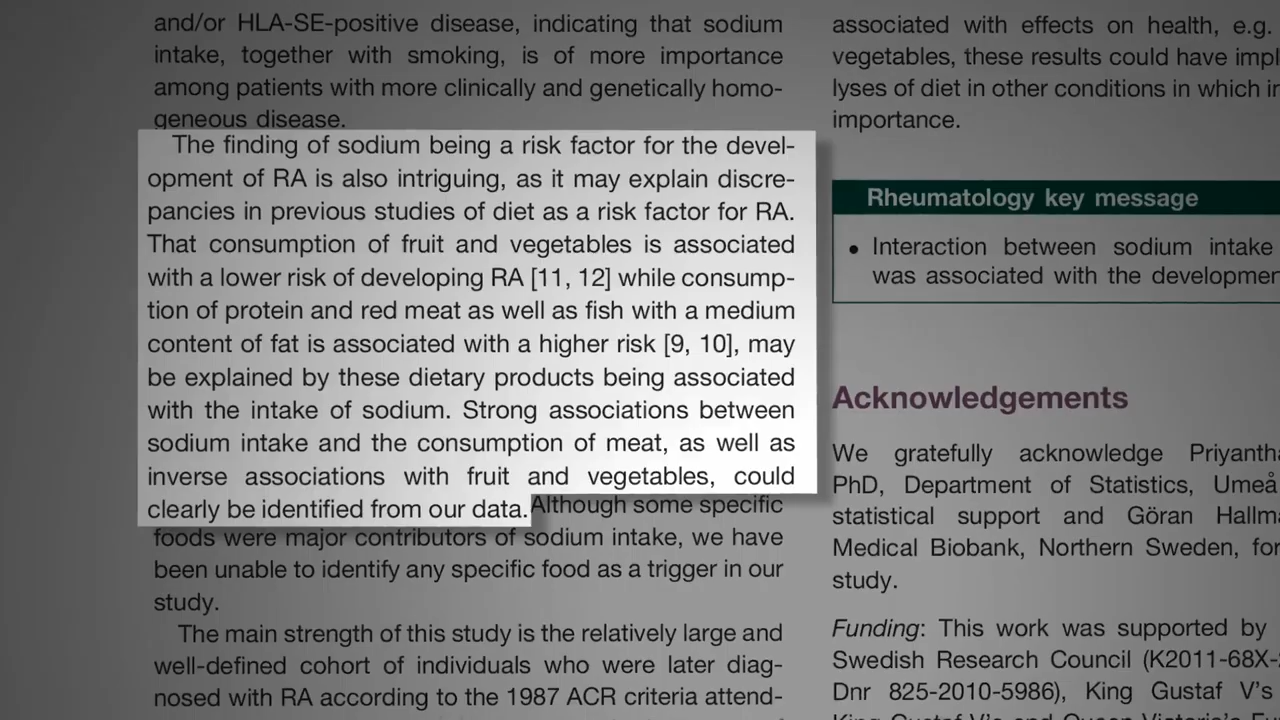 and/or HLA-SE-positive disease, indicating that sodium
intake, together with smoking, is of more importance
among patients with more clinically and genetically homo-
geneous disease.
The finding of sodium being a risk factor for the devel-
opment of RA is also intriguing, as it may explain discre-
pancies in previous studies of diet as a risk factor for RA.
That consumption of fruit and vegetables is associated
with a lower risk of developing RA [11, 12] while consump-
tion of protein and red meat as well as fish with a medium
content of fat is associated with a higher risk [9, 10], may
be explained by these dietary products being associated
with the intake of sodium. Strong associations between
sodium intake and the consumption of meat, as well as
inverse associations with fruit and vegetables, could
clearly be identified from our data. Although some specific
foods were major contributors of sodium intake, we have
been unable to identify any specific food as a trigger in our
study.
The main strength of this study is the relatively large and
well-defined cohort of individuals who were later diag-
nosed with RA according to the 1987 ACR criteria attend-
associated with effects on health, e.g.
vegetables, these results could have
lyses of diet in other conditions in which
importance.
Rheumatology key message
• Interaction between sodium intake
was associated with the
Acknowledgements
We gratefully acknowledge
PhD, Department of Statistics, Umeå
statistical support and Göran
Medical Biobank, Northern Sweden, for
study.
Funding: This work was supported by
Swedish Research Council (K2011-68X-
Dnr 825-2010-5986), King Gustaf V's